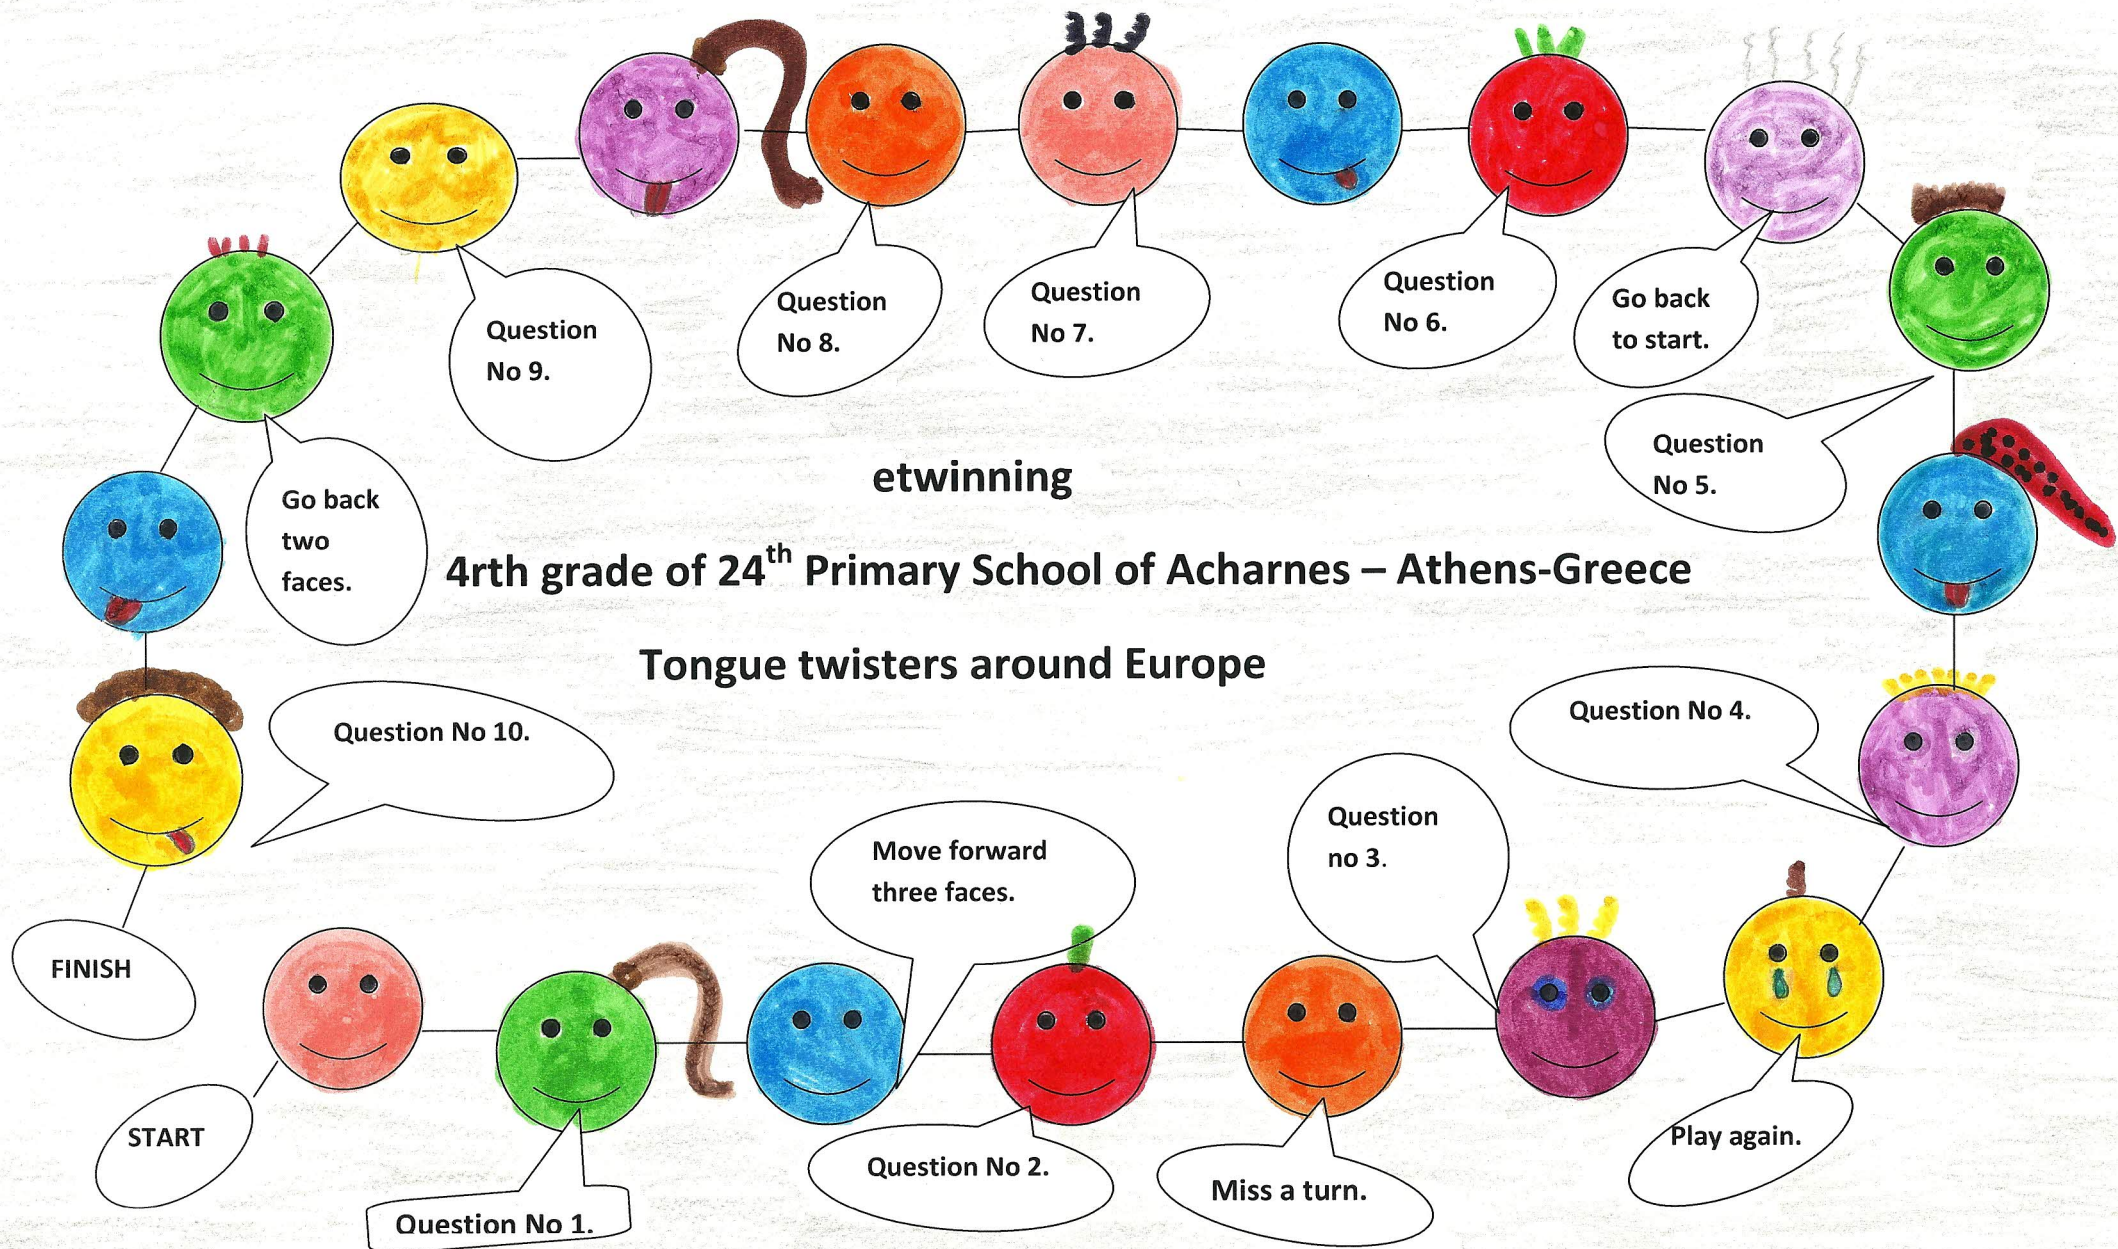 Question
No 9.
Question
No 8.
Question
No 7.
Question
No 6.
Go back
to start.
Question
No 5.
Go back
two
faces.
etwinning
4rth grade of 24th Primary School of Acharnes – Athens-Greece
Tongue twisters around Europe
Question No 10.
Question No 4.
Move forward
three faces.
Question
no 3.
FINISH
START
Question No 1.
Question No 2.
Miss a turn.
Play again.